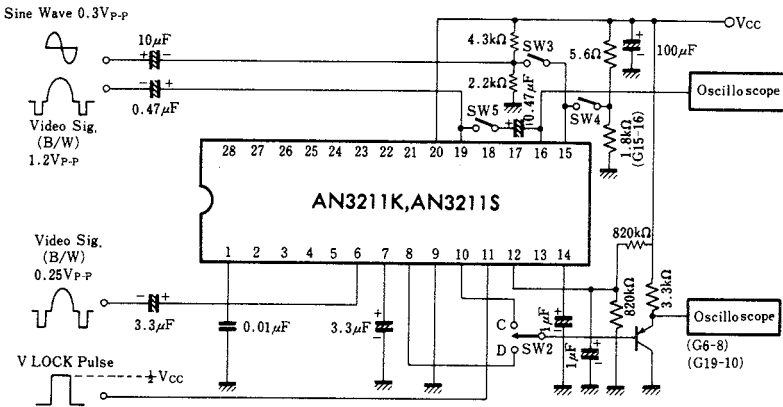 Sine Wave 0.3VP-P
10μF
+ -
4.3kΩ
SW3
5.6Ω
+
-
100μF
VCC
2.2kΩ
- +
0.47μF
Video Sig.
(B/W)
1.2VP-P
SW5
+
0.47μF
SW4
1.8kΩ
(G15-16)
Oscilloscope
28 27 26 25 24 23 22 21 20 19 18 17 16 15
AN3211K,AN3211S
1 2 3 4 5 6 7 8 9 10 11 12 13 14
Video Sig.
(B/W)
0.25VP-P
- +
3.3μF
0.01μF
3.3μF
+
-
C
D
SW2
1μF
+
-
1μF
+
-
820kΩ
820kΩ
3.3kΩ
Oscilloscope
(G6-8)
(G19-10)
V LOCK Pulse
½VCC